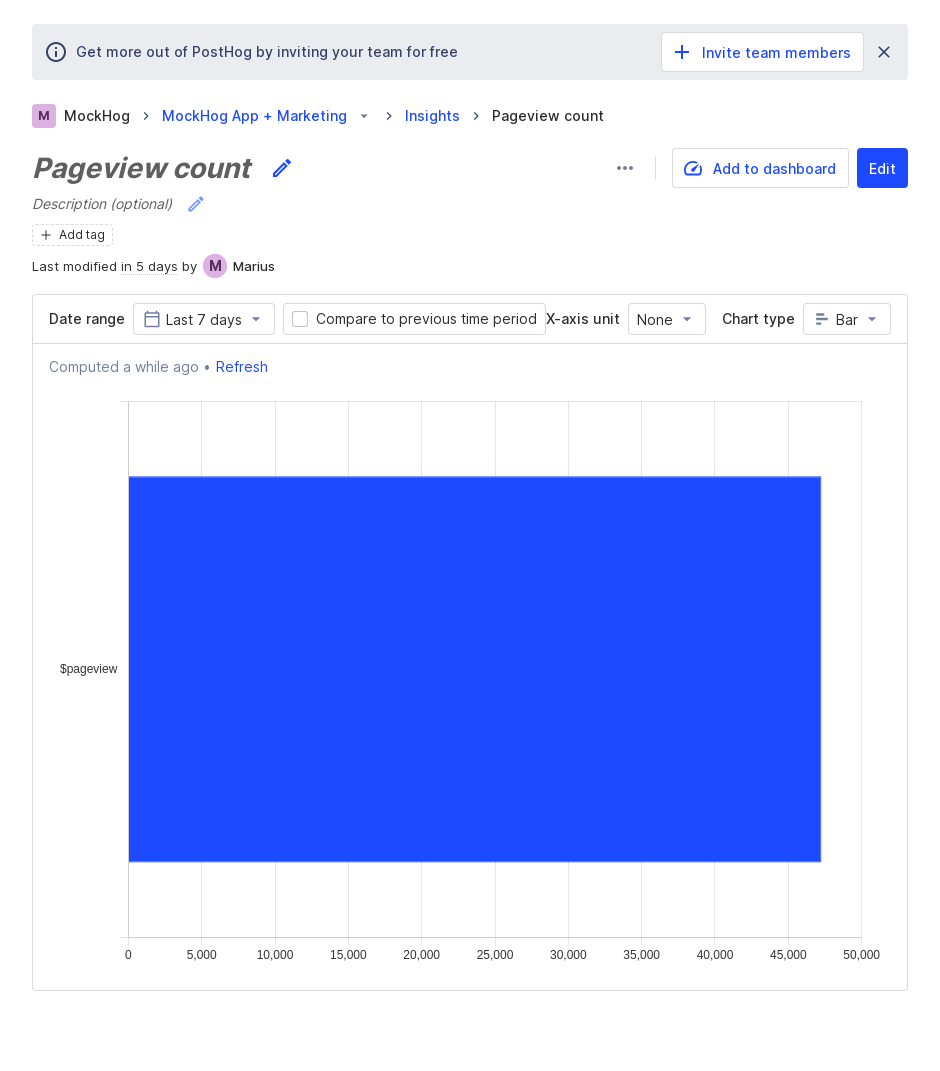 Get more out of PostHog by inviting your team for free
Invite team members
M MockHog > MockHog App + Marketing > Insights > Pageview count
Pageview count
Add to dashboard
Edit
Description (optional)
+ Add tag
Last modified in 5 days by M Marius
Date range Last 7 days Compare to previous time period X-axis unit None Chart type Bar
Computed a while ago • Refresh
$pageview
0 5,000 10,000 15,000 20,000 25,000 30,000 35,000 40,000 45,000 50,000